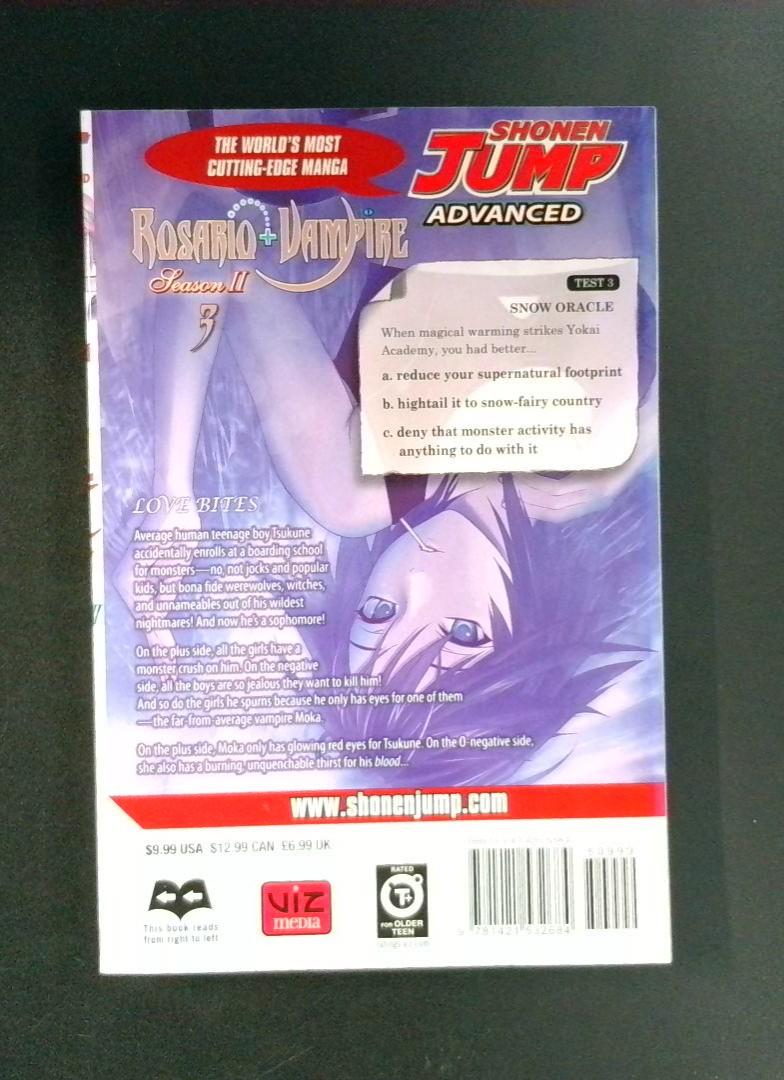 THE WORLD'S MOST
CUTTING-EDGE MANGA
SHONEN
JUMP
ADVANCED
ROSARIO + VAMPIRE
Season II
3
TEST 3
SNOW ORACLE
When magical warming strikes Yokai
Academy, you had better...
a. reduce your supernatural footprint
b. hightail it to snow-fairy country
c. deny that monster activity has
anything to do with it
LOVE BITES
Average human teenage boy Tsukune
accidentally enrolls at a boarding school
for monsters—no, not jocks and popular
kids, but bona fide werewolves, witches,
and unnameables out of his wildest
nightmares! And now he's a sophomore!
On the plus side, all the girls have a
monster crush on him. On the negative
side, all the boys are so jealous they want to kill him!
And so do the girls he spurns because he only has eyes for one of them
—the far-from-average vampire Moka.
On the plus side, Moka only has glowing red eyes for Tsukune. On the O-negative side,
she also has a burning, unquenchable thirst for his blood...
www.shonenjump.com
$9.99 USA $12.99 CAN £6.99 UK
This book reads
from right to left
VIZ
media
RATED
T+
FOR OLDER
TEEN
50999
9 781421 532684